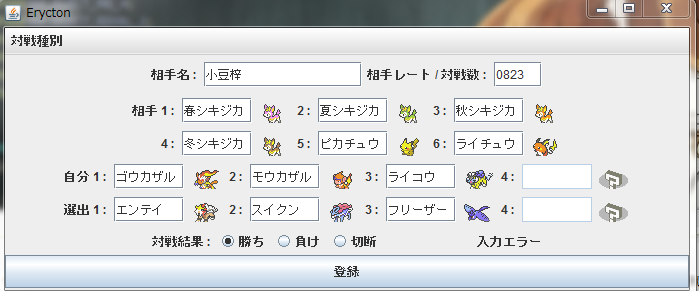 Erycton
対戦種別
相手名： 小豆梓 相手レート / 対戦数： 0823
相手 1： 春シキジカ 2： 夏シキジカ 3： 秋シキジカ
4： 冬シキジカ 5： ピカチュウ 6： ライチュウ
自分 1： ゴウカザル 2： モウカザル 3： ライコウ 4：
選出 1： エンテイ 2： スイクン 3： フリーザー 4：
対戦結果： 勝ち 負け 切断 入力エラー
登録